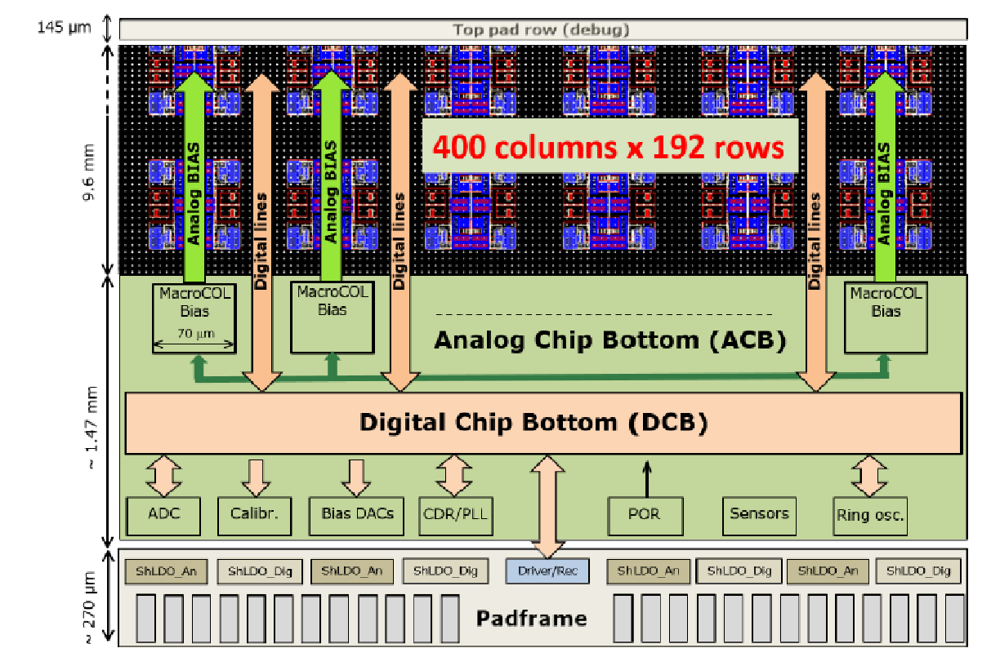 145 µm
Top pad row (debug)
9.6 mm
Analog BIAS
Digital lines
Analog BIAS
Digital lines
400 columns x 192 rows
Digital lines
Analog BIAS
MacroCOL
Bias
70 µm
MacroCOL
Bias
MacroCOL
Bias
Analog Chip Bottom (ACB)
~ 1.47 mm
Digital Chip Bottom (DCB)
ADC
Calibr.
Bias DACs
CDR/PLL
POR
Sensors
Ring osc.
~ 270 µm
ShLDO_An
ShLDO_Dig
ShLDO_An
ShLDO_Dig
Driver/Rec
ShLDO_An
ShLDO_Dig
ShLDO_An
ShLDO_Dig
Padframe